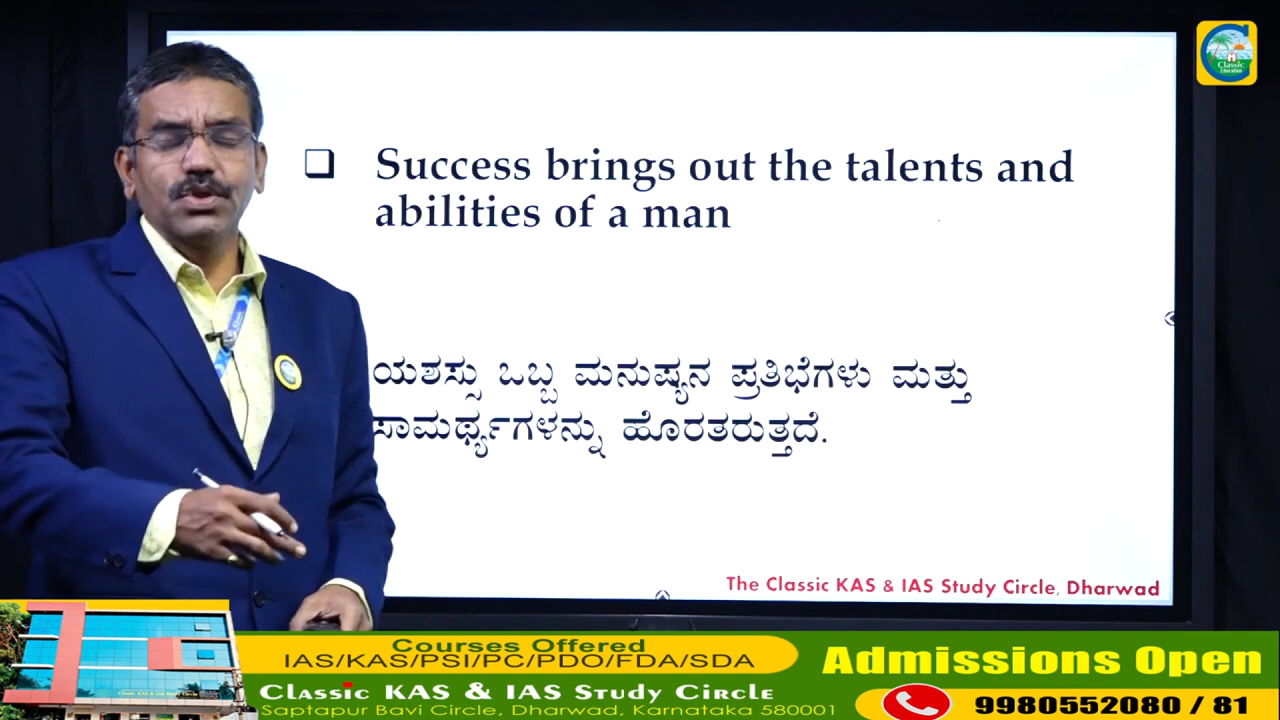 Classic
Education
❑ Success brings out the talents and
abilities of a man
ಯಶಸ್ಸು ಒಬ್ಬ ಮನುಷ್ಯನ ಪ್ರತಿಭೆಗಳು ಮತ್ತು
ಸಾಮರ್ಥ್ಯಗಳನ್ನು ಹೊರತರುತ್ತದೆ.
The Classic KAS & IAS Study Circle, Dharwad
Courses Offered
IAS/KAS/PSI/PC/PDO/FDA/SDA
Classic KAS & IAS Study Circle
Saptapur Bavi Circle, Dharwad, Karnataka 580001
Admissions Open
9980552080 / 81